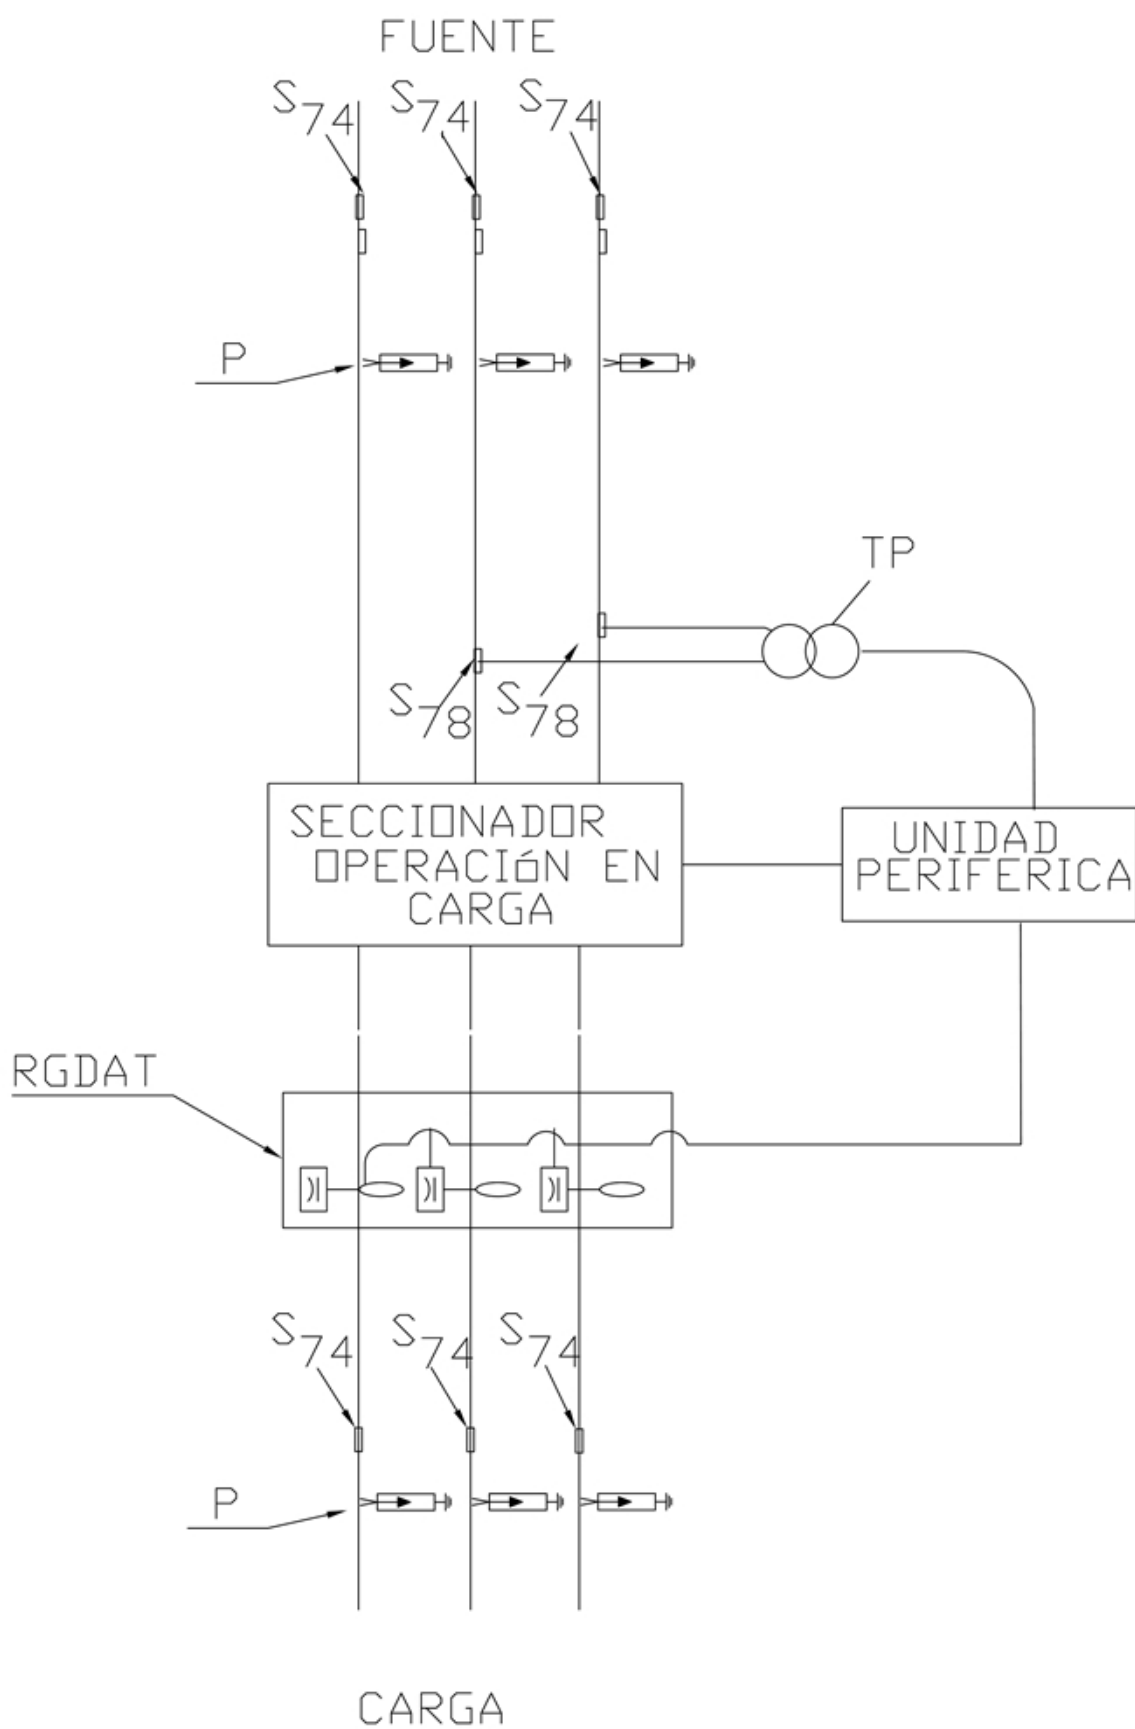 FUENTE
S74 S74 S74
P
TP
S78 S78
SECCIONADOR
OPERACIóN EN
CARGA
UNIDAD
PERIFERICA
RGDAT
S74 S74 S74
P
CARGA